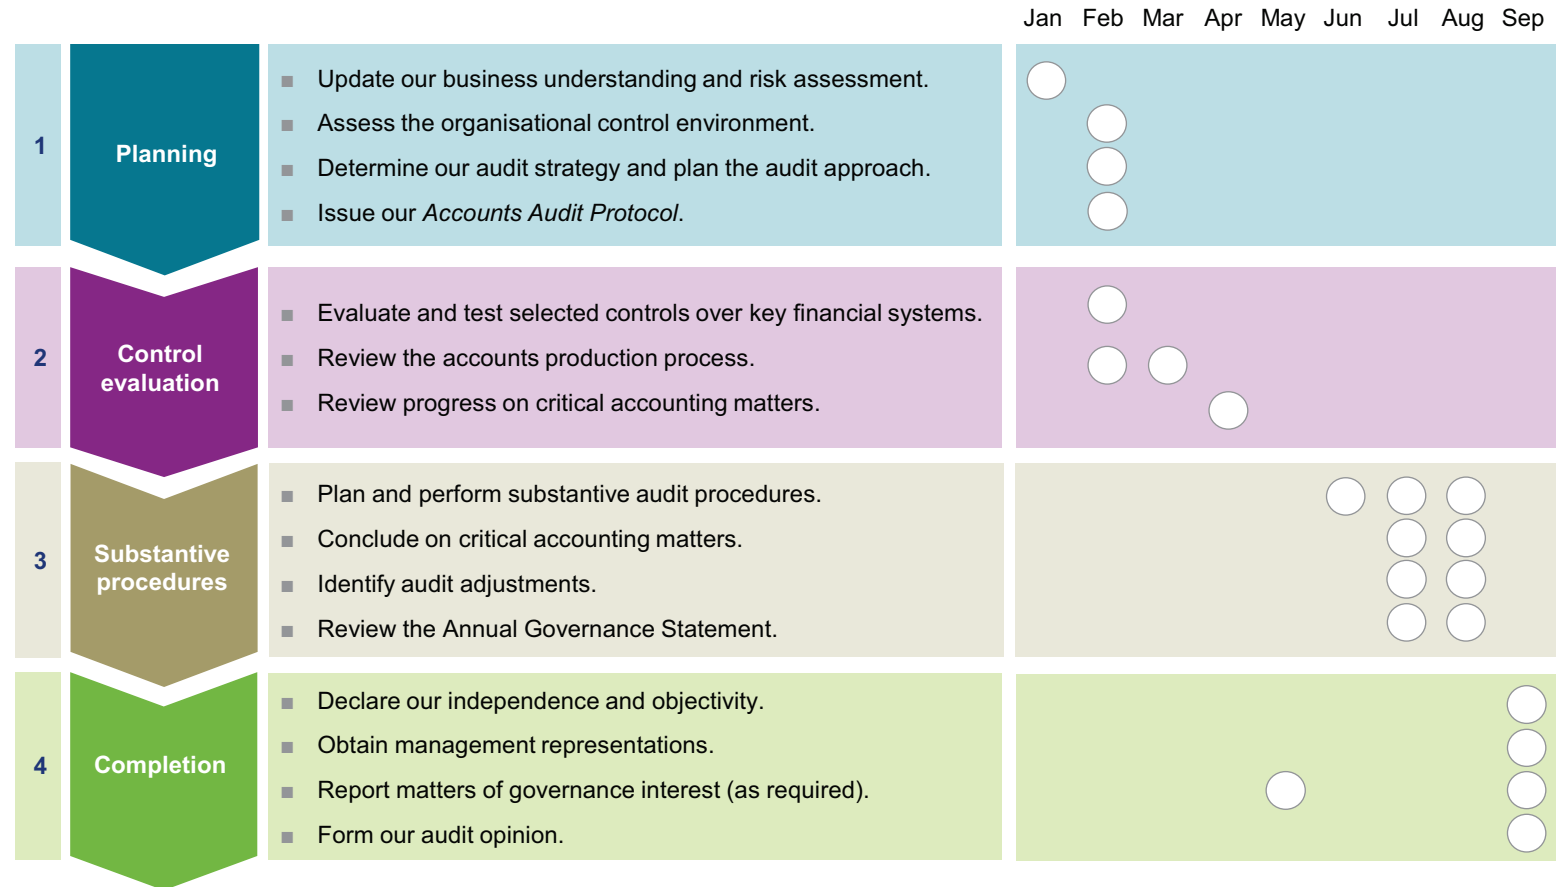 Jan Feb Mar Apr May Jun Jul Aug Sep
1
Planning
Update our business understanding and risk assessment.
Assess the organisational control environment.
Determine our audit strategy and plan the audit approach.
Issue our Accounts Audit Protocol.
2
Control
evaluation
Evaluate and test selected controls over key financial systems.
Review the accounts production process.
Review progress on critical accounting matters.
3
Substantive
procedures
Plan and perform substantive audit procedures.
Conclude on critical accounting matters.
Identify audit adjustments.
Review the Annual Governance Statement.
4
Completion
Declare our independence and objectivity.
Obtain management representations.
Report matters of governance interest (as required).
Form our audit opinion.